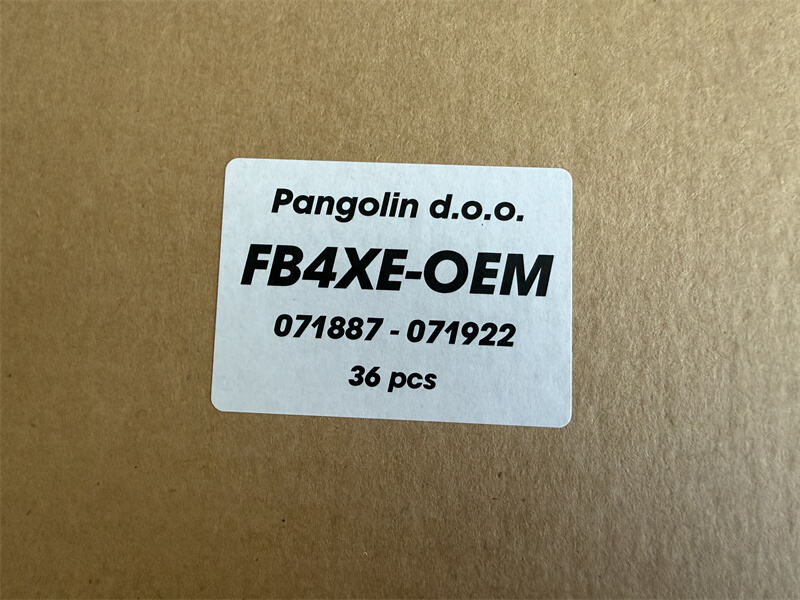 Pangolin d.o.o.
FB4XE-OEM
071887 - 071922
36 pcs